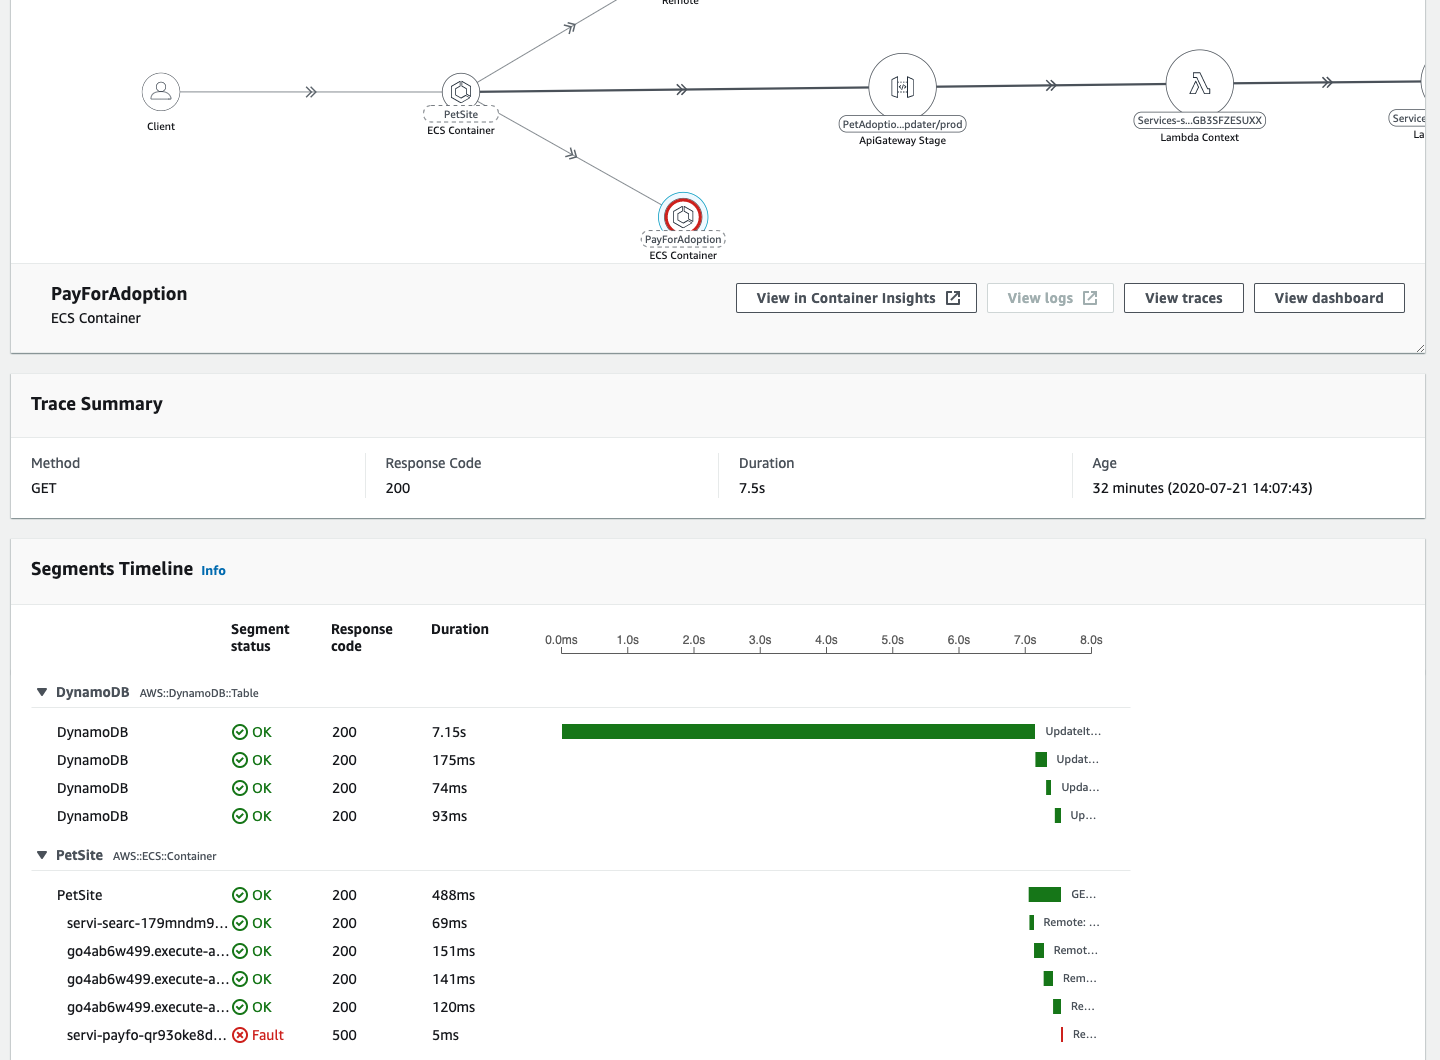 Remote
Client
PetSite
ECS Container
PetAdoptio...pdater/prod
ApiGateway Stage
Services-s...GB3SFZESUXX
Lambda Context
Service
La
PayForAdoption
ECS Container
PayForAdoption
ECS Container
View in Container Insights
View logs
View traces
View dashboard
Trace Summary
Method
GET
Response Code
200
Duration
7.5s
Age
32 minutes (2020-07-21 14:07:43)
Segments Timeline Info
Segment status
Response code
Duration
0.0ms 1.0s 2.0s 3.0s 4.0s 5.0s 6.0s 7.0s 8.0s
DynamoDB AWS::DynamoDB::Table
DynamoDB OK 200 7.15s UpdateIt...
DynamoDB OK 200 175ms Updat...
DynamoDB OK 200 74ms Upda...
DynamoDB OK 200 93ms Up...
PetSite AWS::ECS::Container
PetSite OK 200 488ms GE...
servi-searc-179mndm9... OK 200 69ms Remote: ...
go4ab6w499.execute-a... OK 200 151ms Remot...
go4ab6w499.execute-a... OK 200 141ms Rem...
go4ab6w499.execute-a... OK 200 120ms Re...
servi-payfo-qr93oke8d... Fault 500 5ms Re...